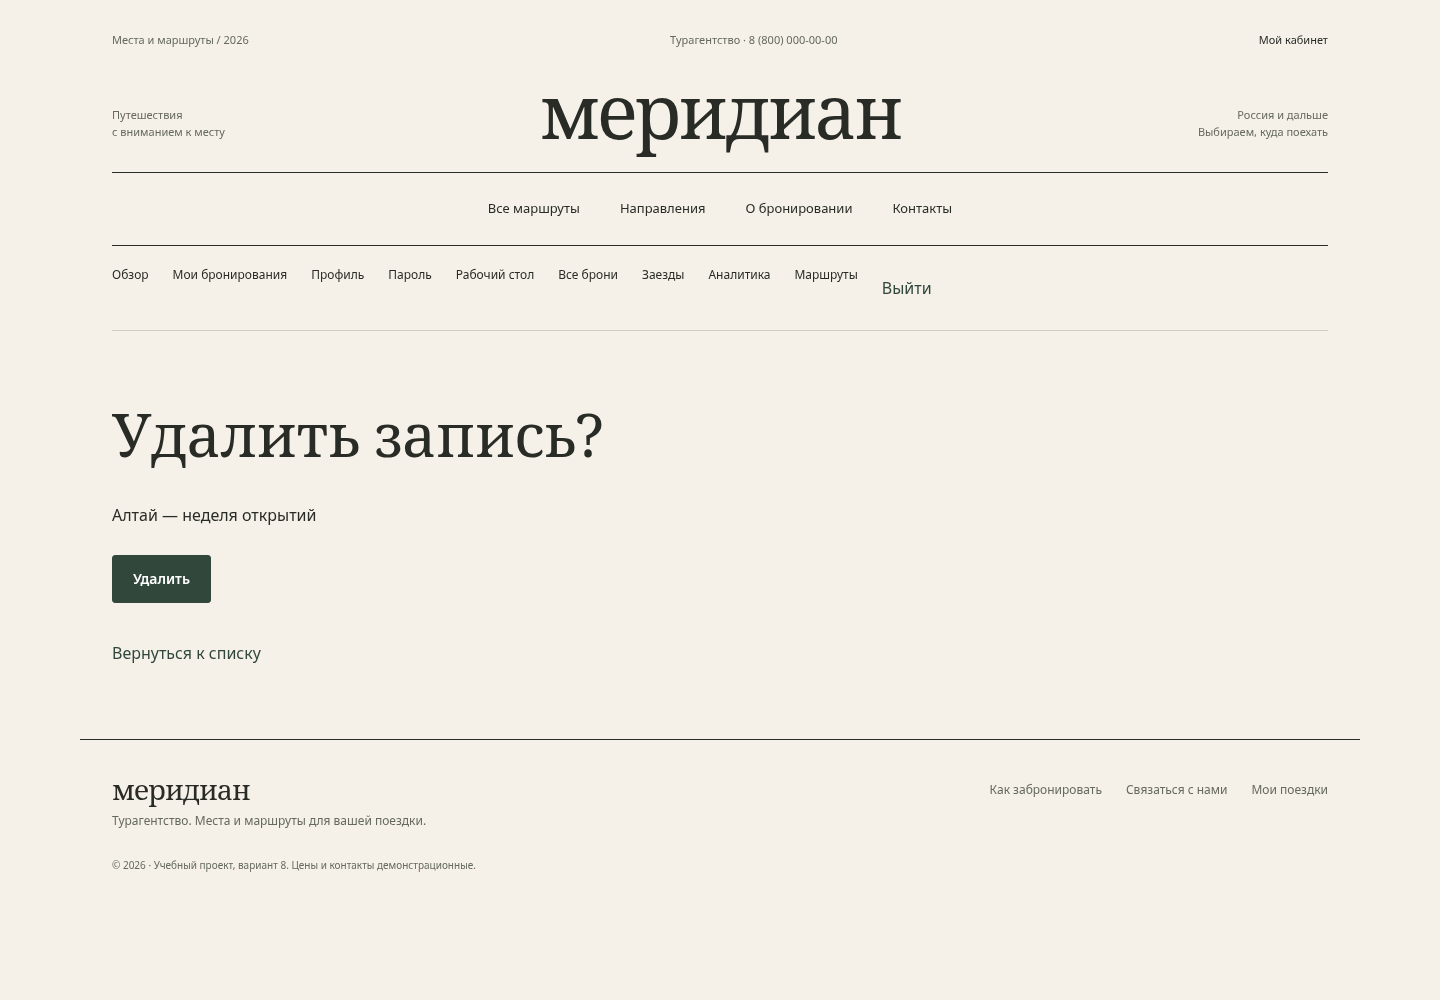 Места и маршруты / 2026
Турагентство · 8 (800) 000-00-00
Мой кабинет
Путешествия
с вниманием к месту
меридиан
Россия и дальше
Выбираем, куда поехать
Все маршруты
Направления
О бронировании
Контакты
Обзор
Мои бронирования
Профиль
Пароль
Рабочий стол
Все брони
Заезды
Аналитика
Маршруты
Выйти
Удалить запись?
Алтай — неделя открытий
Удалить
Вернуться к списку
меридиан
Турагентство. Места и маршруты для вашей поездки.
Как забронировать
Связаться с нами
Мои поездки
© 2026 · Учебный проект, вариант 8. Цены и контакты демонстрационные.